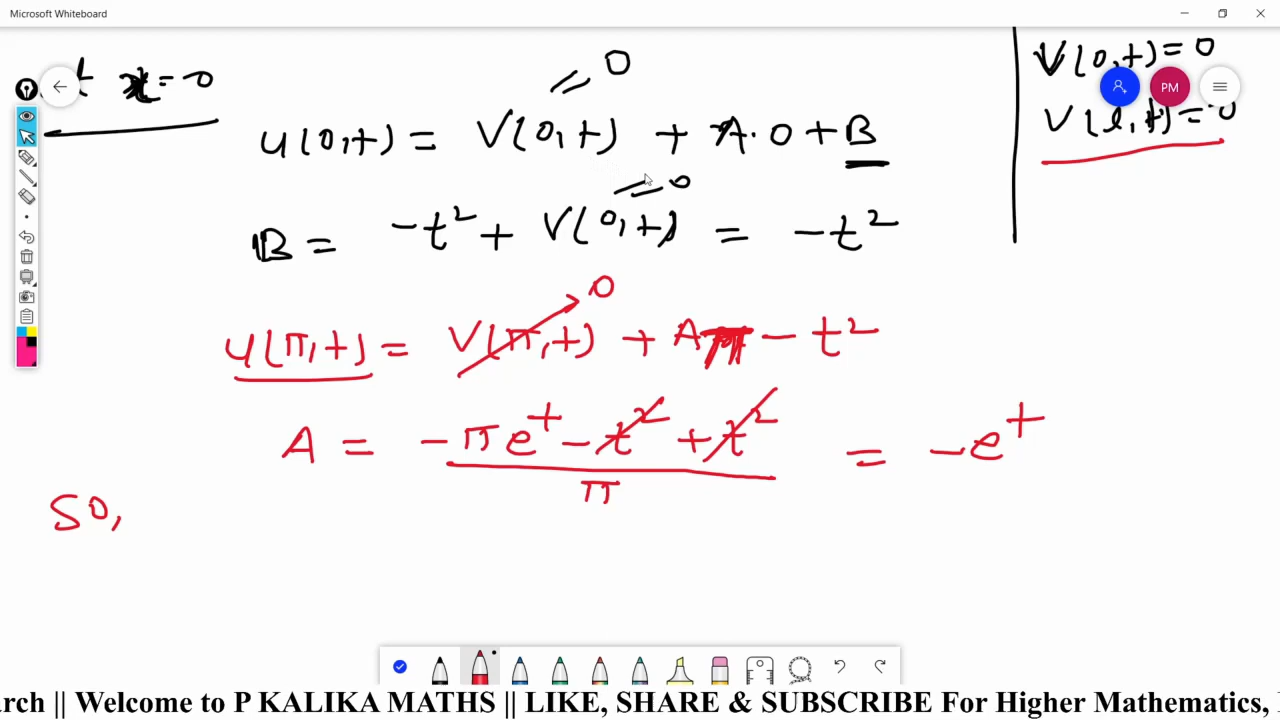 Microsoft Whiteboard
t x = 0
0
V(0,t) = 0
PM
u(0,t) = V(0,t) + A.0 + B
V(l,t) = 0
= 0
B = -t² + V(0,t) = -t²
0
u(π,t) = V(π,t) + Aπ - t²
A = -πe^t - t² + t² / π = -e^t
so,
arch || Welcome to P KALIKA MATHS || LIKE, SHARE & SUBSCRIBE For Higher Mathematics,